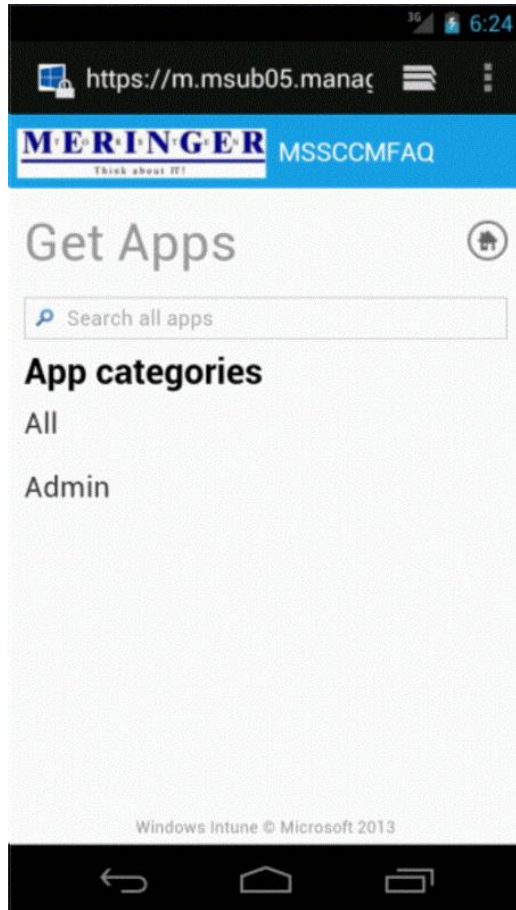 3G 6:24
https://m.msub05.manag
MERINGER MSSCCMFAQ
Think about IT!
Get Apps
Search all apps
App categories
All
Admin
Windows Intune © Microsoft 2013